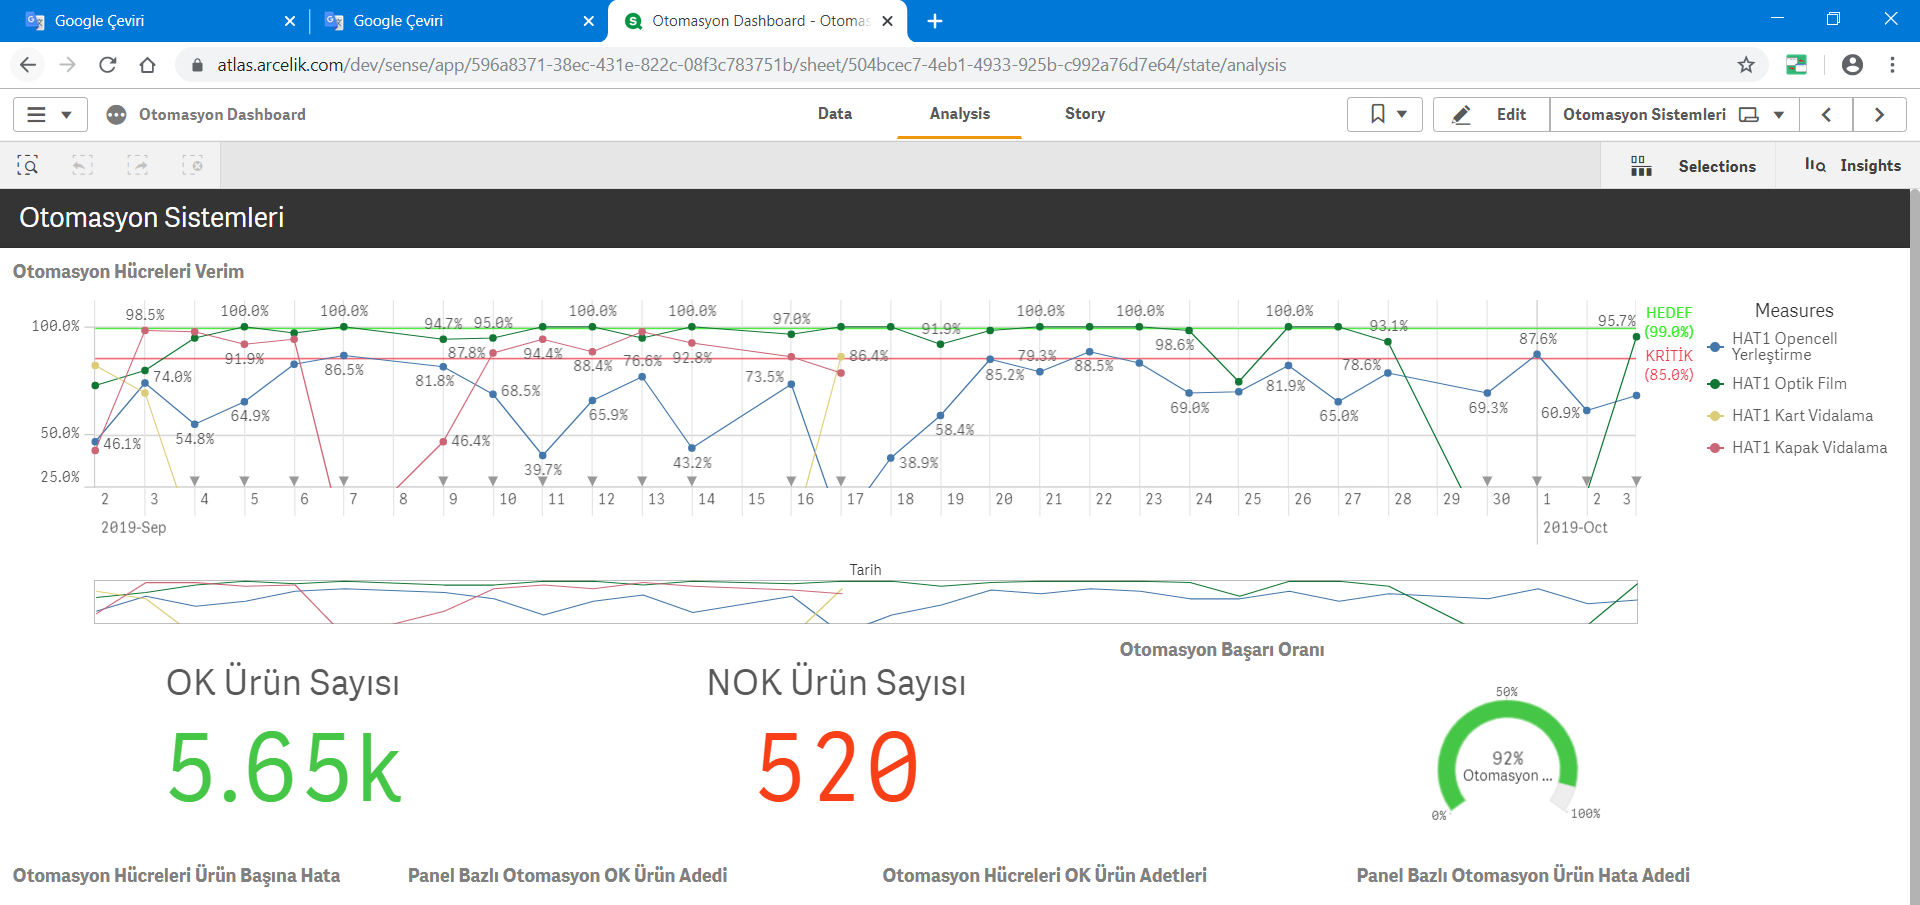 Google Çeviri
Google Çeviri
Otomasyon Dashboard - Otomas
atlas.arcelik.com/dev/sense/app/596a8371-38ec-431e-822c-08f3c783751b/sheet/504bcec7-4eb1-4933-925b-c992a76d7e64/state/analysis
Otomasyon Dashboard
Data
Analysis
Story
Edit
Otomasyon Sistemleri
Selections
Insights
Otomasyon Sistemleri
Otomasyon Hücreleri Verim
100.0%
50.0%
25.0%
98.5% 100.0% 100.0% 94.7% 95.0% 100.0% 100.0% 97.0% 91.9% 100.0% 100.0% 100.0% 93.1% 95.7%
74.0% 91.9% 86.5% 87.8% 94.4% 88.4% 76.6% 92.8% 73.5% 86.4% 85.2% 79.3% 88.5% 98.6% 81.9% 78.6% 87.6%
46.1% 54.8% 64.9% 81.8% 46.4% 68.5% 39.7% 65.9% 43.2% 38.9% 58.4% 69.0% 65.0% 69.3% 60.9%
HEDEF
(99.0%)
KRİTİK
(85.0%)
2 3 4 5 6 7 8 9 10 11 12 13 14 15 16 17 18 19 20 21 22 23 24 25 26 27 28 29 30 1 2 3
2019-Sep
2019-Oct
Tarih
Measures
HAT1 Opencell
Yerleştirme
HAT1 Optik Film
HAT1 Kart Vidalama
HAT1 Kapak Vidalama
OK Ürün Sayısı
5.65k
NOK Ürün Sayısı
520
Otomasyon Başarı Oranı
50%
92%
Otomasyon ...
0%
100%
Otomasyon Hücreleri Ürün Başına Hata
Panel Bazlı Otomasyon OK Ürün Adedi
Otomasyon Hücreleri OK Ürün Adetleri
Panel Bazlı Otomasyon Ürün Hata Adedi